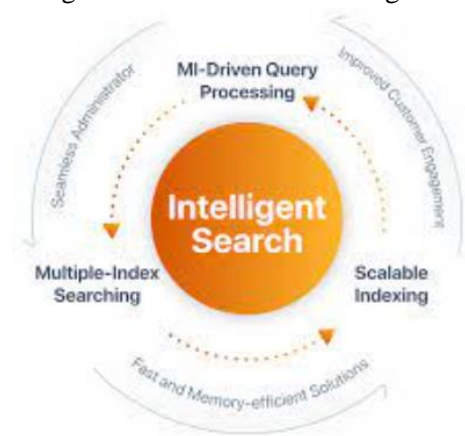 MI-Driven Query
Processing
Seamless Administrator
Improved Customer Engagement
Intelligent
Search
Multiple-Index
Searching
Scalable
Indexing
Fast and Memory-efficient Solutions